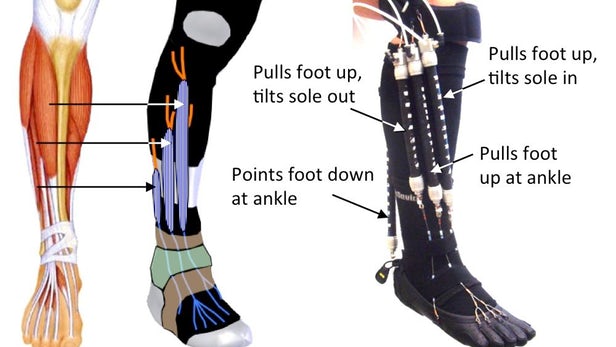 Pulls foot up,
tilts sole out
Pulls foot up,
tilts sole in
Points foot down
at ankle
Pulls foot
up at ankle